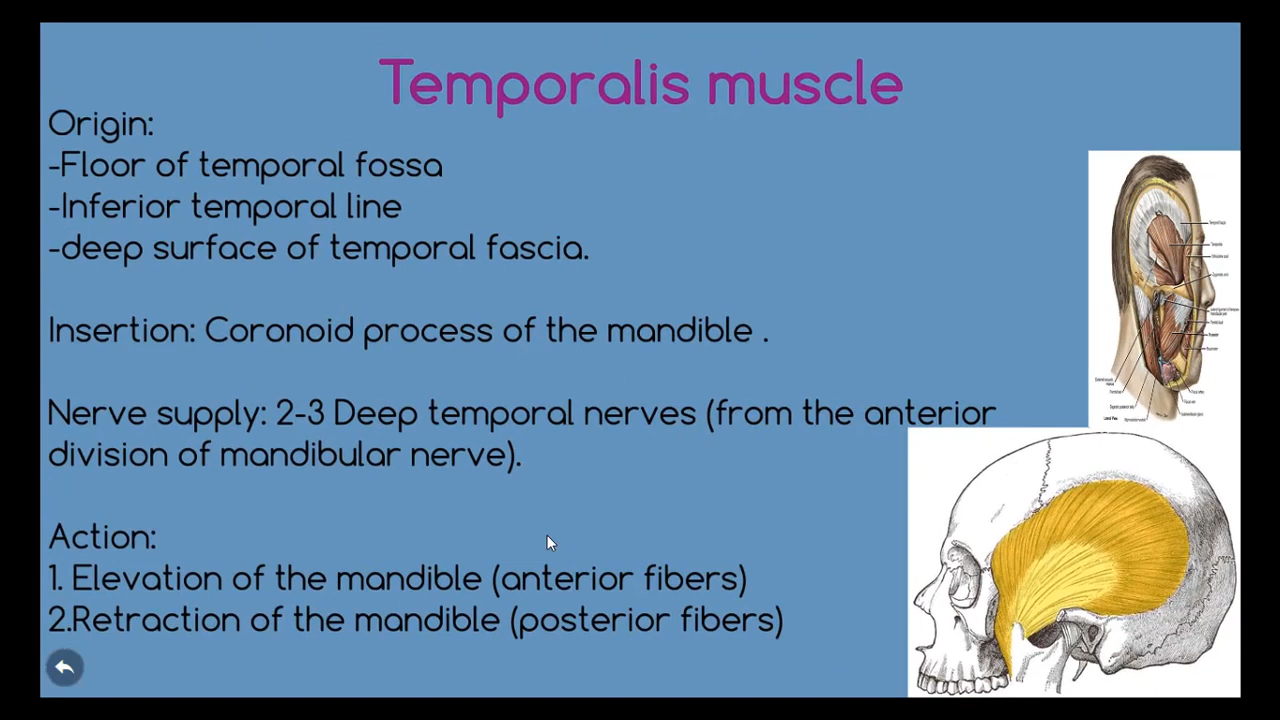 Temporalis muscle
Origin:
-Floor of temporal fossa
-Inferior temporal line
-deep surface of temporal fascia.
Insertion: Coronoid process of the mandible .
Nerve supply: 2-3 Deep temporal nerves (from the anterior
division of mandibular nerve).
Action:
1. Elevation of the mandible (anterior fibers)
2.Retraction of the mandible (posterior fibers)